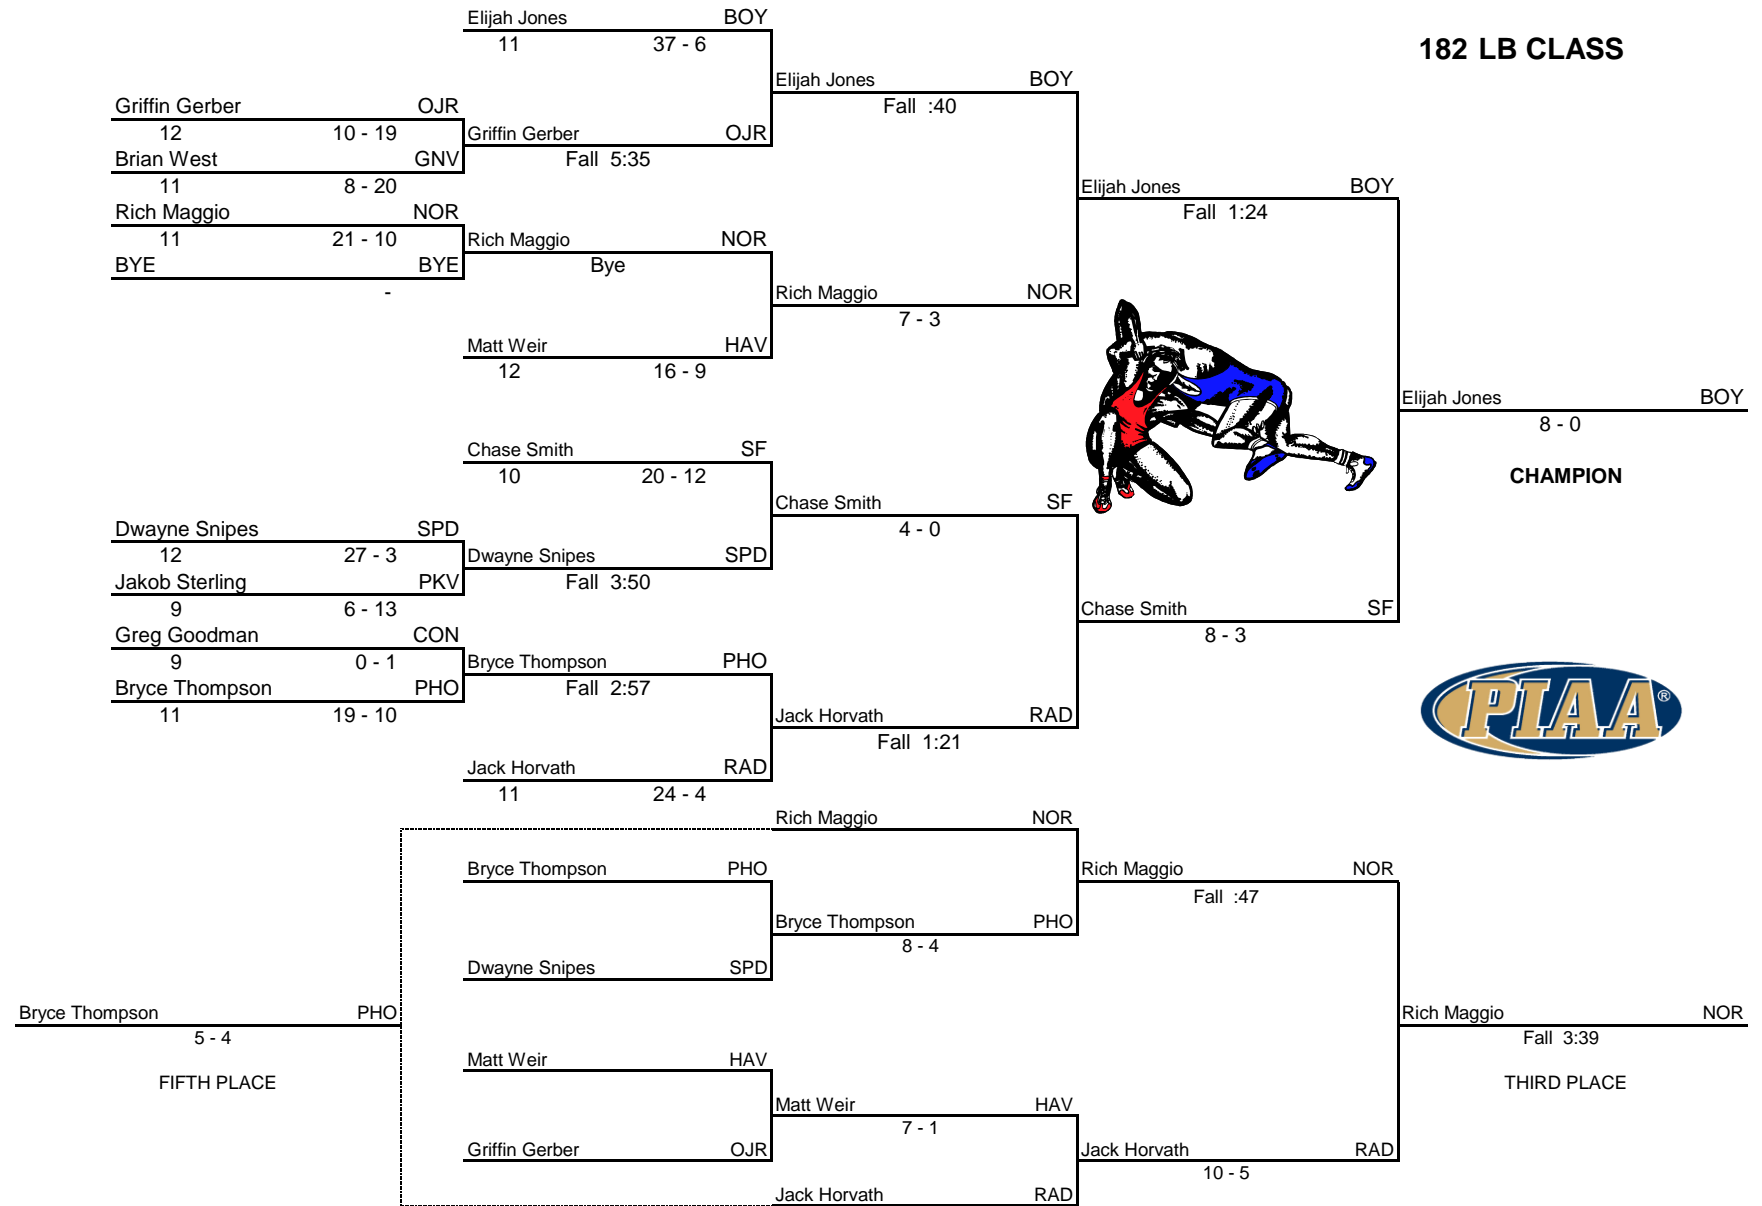 Elijah Jones BOY
11 37 - 6
182 LB CLASS
Elijah Jones BOY
Fall :40
Griffin Gerber OJR
12 10 - 19
Griffin Gerber OJR
Fall 5:35
Brian West GNV
11 8 - 20
Elijah Jones BOY
Fall 1:24
Rich Maggio NOR
11 21 - 10
Rich Maggio NOR
Bye
BYE BYE
-
Rich Maggio NOR
7 - 3
Matt Weir HAV
12 16 - 9
Elijah Jones BOY
8 - 0
CHAMPION
Chase Smith SF
10 20 - 12
Chase Smith SF
4 - 0
Dwayne Snipes SPD
12 27 - 3
Dwayne Snipes SPD
Fall 3:50
Jakob Sterling PKV
9 6 - 13
Chase Smith SF
8 - 3
Greg Goodman CON
9 0 - 1
Bryce Thompson PHO
Fall 2:57
Bryce Thompson PHO
11 19 - 10
PIAA®
Jack Horvath RAD
Fall 1:21
Jack Horvath RAD
11 24 - 4
Rich Maggio NOR
Bryce Thompson PHO
Rich Maggio NOR
Fall :47
Bryce Thompson PHO
8 - 4
Dwayne Snipes SPD
Bryce Thompson PHO
5 - 4
FIFTH PLACE
Rich Maggio NOR
Fall 3:39
THIRD PLACE
Matt Weir HAV
Matt Weir HAV
7 - 1
Griffin Gerber OJR
Jack Horvath RAD
10 - 5
Jack Horvath RAD